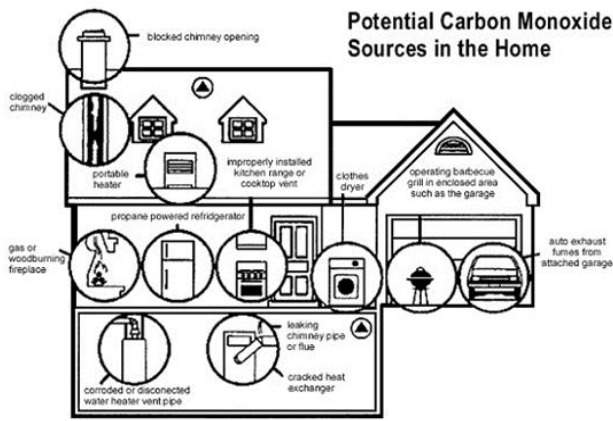 Potential Carbon Monoxide
Sources in the Home
blocked chimney opening
clogged
chimney
portable
heater
improperly installed
kitchen range or
cooktop vent
clothes
dryer
operating barbecue
grill in enclosed area
such as the garage
propane powered refridgerator
gas or
woodburning
fireplace
auto exhaust
fumes from
attached garage
leaking
chimney pipe
or flue
corroded or disconected
water heater vent pipe
cracked heat
exchanger